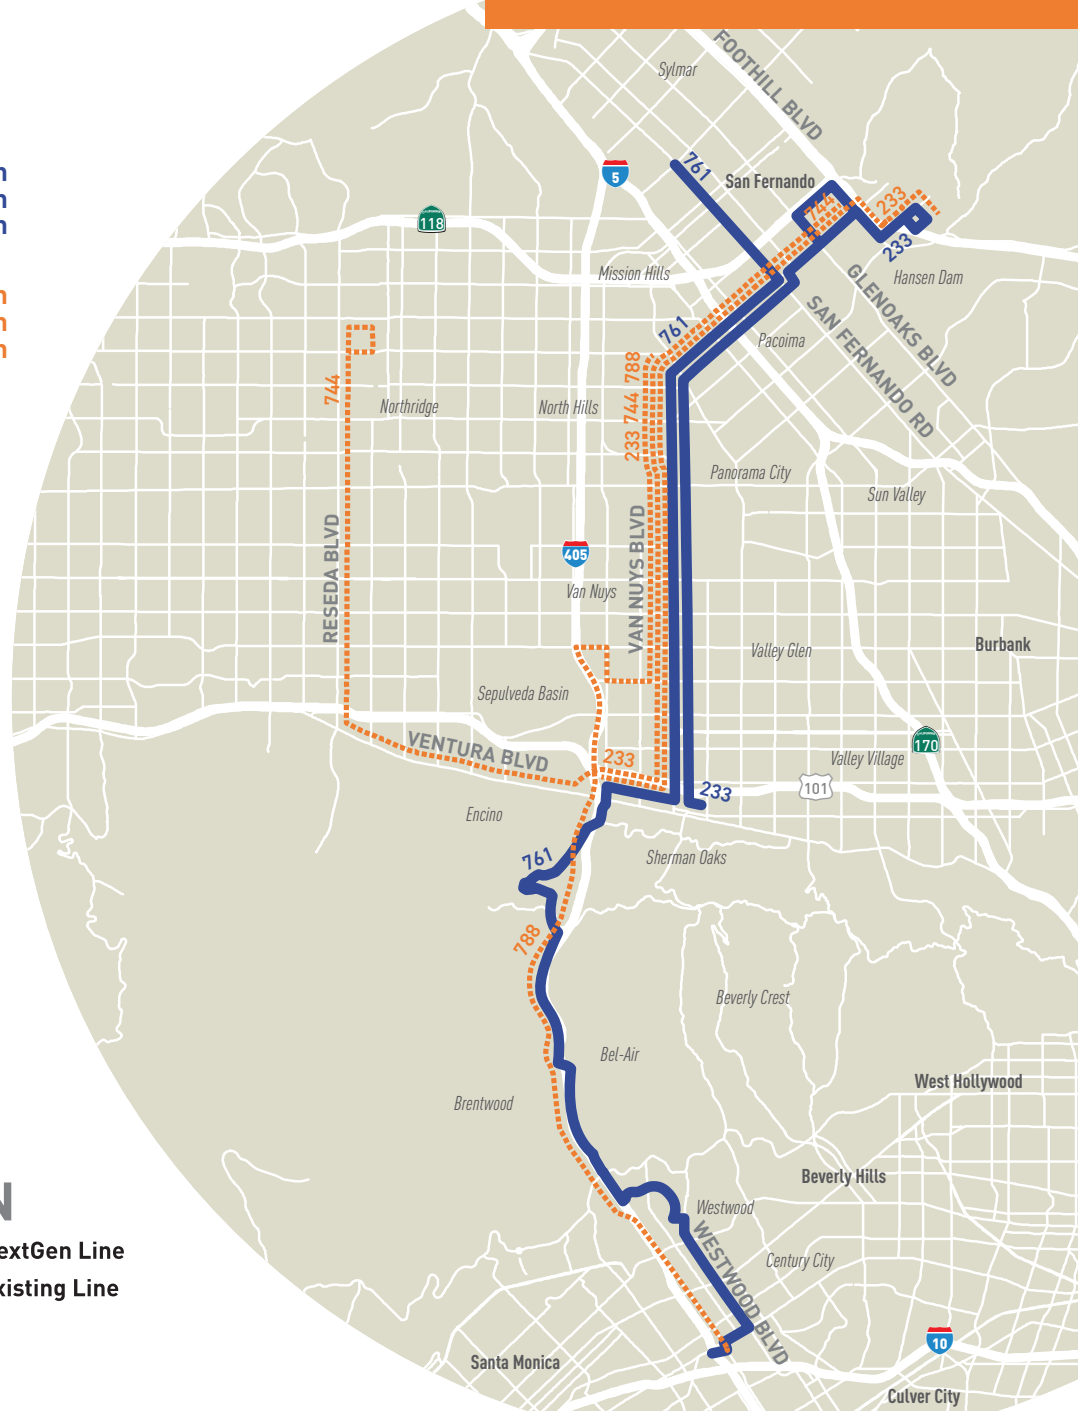 FOOTHILL BLVD
Sylmar
761
San Fernando
5
744
233
118
233
Mission Hills
Hansen Dam
GLENOAKS BLVD
SAN FERNANDO RD
761
Pacoima
788
744
233
744
Northridge
North Hills
Panorama City
Sun Valley
RESEDA BLVD
VAN NUYS BLVD
405
Van Nuys
Valley Glen
Burbank
Sepulveda Basin
VENTURA BLVD
233
170
Valley Village
101
233
Encino
761
Sherman Oaks
788
Beverly Crest
Bel-Air
West Hollywood
Brentwood
Beverly Hills
Westwood
WESTWOOD BLVD
Century City
extGen Line
xisting Line
10
Santa Monica
Culver City